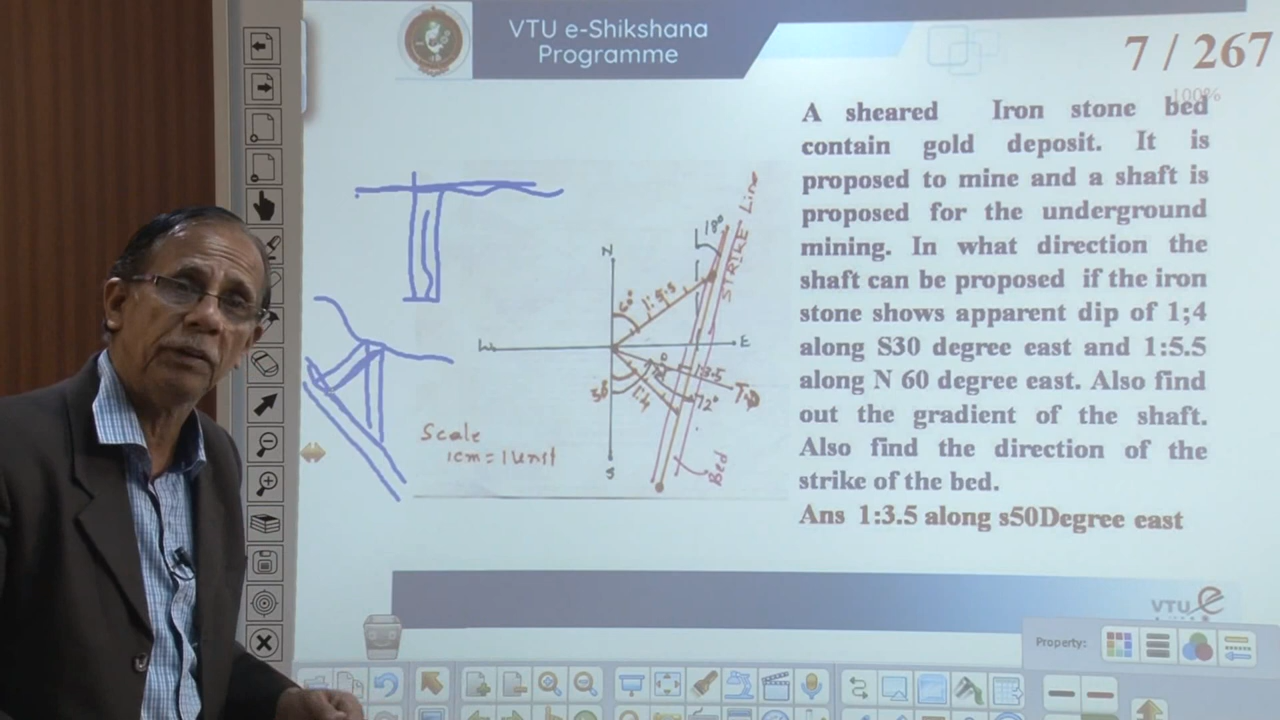 VTU e-Shikshana
Programme
7 / 267
100%
A sheared Iron stone bed
contain gold deposit. It is
proposed to mine and a shaft is
proposed for the underground
mining. In what direction the
shaft can be proposed if the iron
stone shows apparent dip of 1;4
along S30 degree east and 1:5.5
along N 60 degree east. Also find
out the gradient of the shaft.
Also find the direction of the
strike of the bed.
Ans 1:3.5 along s50Degree east
N
60°
1:5.5
18°
STRIKE Line
W
E
1:3.5
72°
1:4
S
Bed
Scale
1cm = 1 Unit
VTU e
Property: